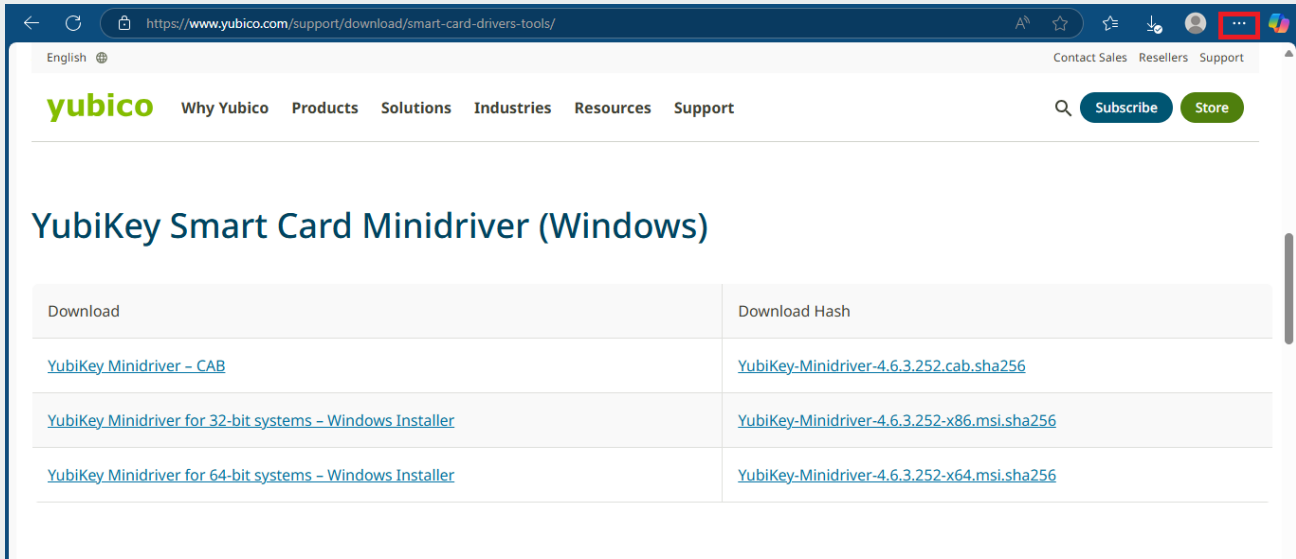 https://www.yubico.com/support/download/smart-card-drivers-tools/
English
Contact Sales Resellers Support
yubico Why Yubico Products Solutions Industries Resources Support Subscribe Store
YubiKey Smart Card Minidriver (Windows)
Download Download Hash
YubiKey Minidriver – CAB YubiKey-Minidriver-4.6.3.252.cab.sha256
YubiKey Minidriver for 32-bit systems – Windows Installer YubiKey-Minidriver-4.6.3.252-x86.msi.sha256
YubiKey Minidriver for 64-bit systems – Windows Installer YubiKey-Minidriver-4.6.3.252-x64.msi.sha256